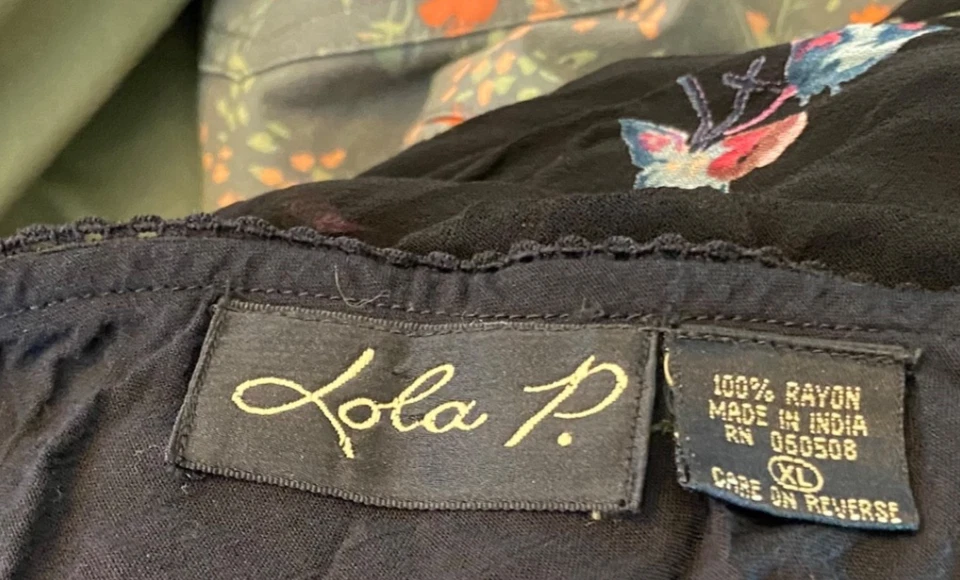 Lola P.
100% RAYON
MADE IN INDIA
RN 060508
XL
CARE ON REVERSE